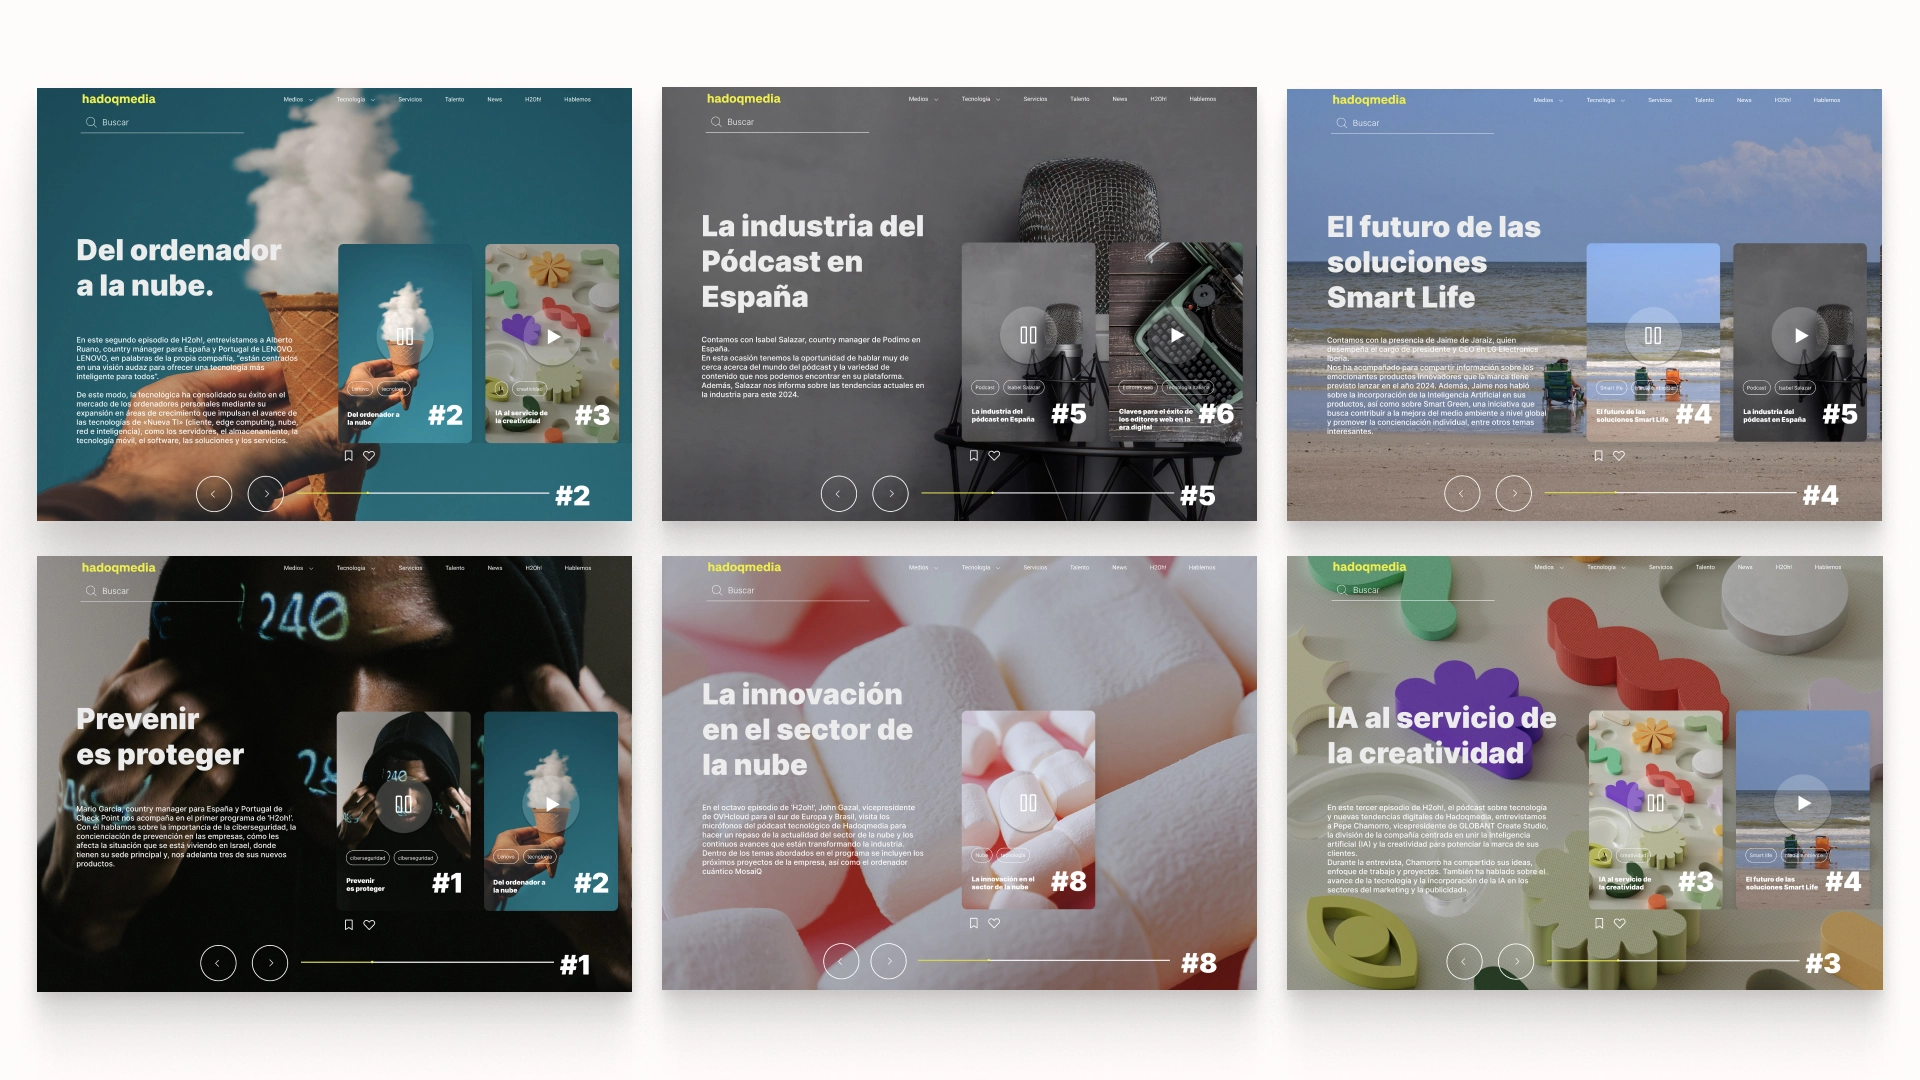 hadoqmedia
Medios Tecnología Servicios Talento News H2Oh! Hablemos
Buscar
Del ordenador
a la nube.
En este segundo episodio de H2oh!, entrevistamos a Alberto
Ruano, country mánager para España y Portugal de LENOVO.
LENOVO, en palabras de la propia compañía, "están centrados
en una visión audaz para ofrecer una tecnología más
inteligente para todos".
De este modo, la tecnológica ha consolidado su éxito en el
mercado de los ordenadores personales mediante su
expansión en áreas de crecimiento que impulsan el avance de
las tecnologías de «Nueva TI» (cliente, edge computing, nube,
red e inteligencia), como los servidores, el almacenamiento, la
tecnología móvil, el software, las soluciones y los servicios.
Lenovo tecnología
Del ordenador a
la nube
#2
IA creatividad
IA al servicio de
la creatividad
#3
#2
hadoqmedia
Medios Tecnología Servicios Talento News H2Oh! Hablemos
Buscar
La industria del
Pódcast en
España
Contamos con Isabel Salazar, country manager de Podimo en
España.
En esta ocasión tenemos la oportunidad de hablar muy de
cerca acerca del mundo del pódcast y la variedad de
contenido que nos podemos encontrar en su plataforma.
Además, Salazar nos informa sobre las tendencias actuales en
la industria para este 2024.
Podcast Isabel Salazar
La industria del
pódcast en España
#5
Editores web
Claves para el éxito de
los editores web en la
era digital
#6
#5
hadoqmedia
Medios Tecnología Servicios Talento News H2Oh! Hablemos
Buscar
El futuro de las
soluciones
Smart Life
Contamos con la presencia de Jaime de Jaraíz, quien
desempeña el cargo de presidente y CEO en LG Electronics
Iberia.
Nos ha acompañado para compartir información sobre los
emocionantes productos innovadores que la marca tiene
previsto lanzar en el año 2024. Además, Jaime nos habló
sobre la incorporación de la Inteligencia Artificial en sus
productos, así como sobre Smart Green, una iniciativa que
busca contribuir a la mejora del medio ambiente a nivel global
y promover la concienciación individual, entre otros temas
interesantes.
Smart life
El futuro de las
soluciones Smart Life
#4
Podcast Isabel Salazar
La industria del
pódcast en España
#5
#4
hadoqmedia
Medios Tecnología Servicios Talento News H2Oh! Hablemos
Buscar
240
Prevenir
es proteger
Mario García, country manager para España y Portugal de
Check Point nos acompaña en el primer programa de 'H2oh!'.
Con él hablamos sobre la importancia de la ciberseguridad, la
concienciación de prevención en las empresas, cómo les
afecta la situación que se está viviendo en Israel, donde
tienen su sede principal y, nos adelanta tres de sus nuevos
productos.
240
ciberseguridad ciberseguridad
Prevenir
es proteger
#1
Lenovo tecnología
Del ordenador a
la nube
#2
#1
hadoqmedia
Medios Tecnología Servicios Talento News H2Oh! Hablemos
Buscar
La innovación
en el sector de
la nube
En el octavo episodio de 'H2oh!', John Gazal, vicepresidente
de OVHcloud para el sur de Europa y Brasil, visita los
micrófonos del pódcast tecnológico de Hadoqmedia para
hacer un repaso de la actualidad del sector de la nube y los
continuos avances que están transformando la industria.
Dentro de los temas abordados en el programa se incluyen los
próximos proyectos de la empresa, así como el ordenador
cuántico MosaiQ
Nube tecnología
La innovación en el
sector de la nube
#8
#8
hadoqmedia
Medios Tecnología Servicios Talento News H2Oh! Hablemos
Buscar
IA al servicio de
la creatividad
En este tercer episodio de H2oh!, el pódcast sobre tecnología
y nuevas tendencias digitales de Hadoqmedia, entrevistamos
a Pepe Chamorro, vicepresidente de GLOBANT Create Studio,
la división de la compañía centrada en unir la inteligencia
artificial (IA) y la creatividad para potenciar la marca de sus
clientes.
Durante la entrevista, Chamorro ha compartido sus ideas,
enfoque de trabajo y proyectos. También ha hablado sobre el
avance de la tecnología y la incorporación de la IA en los
sectores del marketing y la publicidad».
IA creatividad
IA al servicio de
la creatividad
#3
Smart life
El futuro de las
soluciones Smart Life
#4
#3